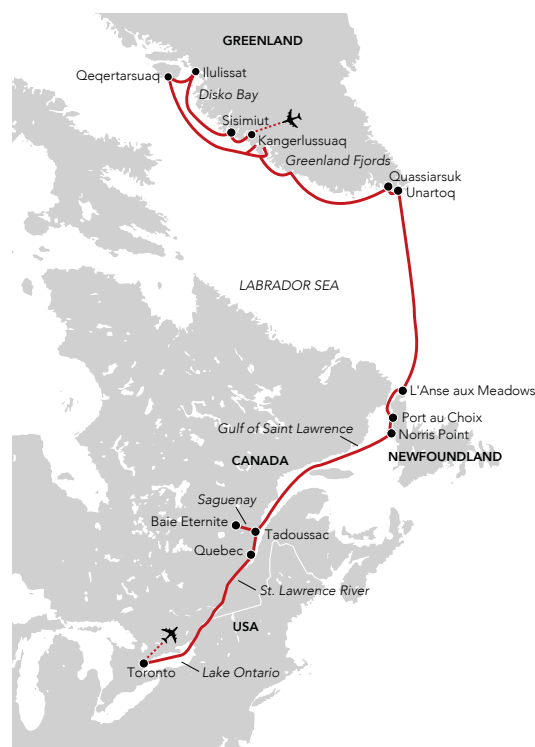 GREENLAND
Qeqertarsuaq
Ilulissat
Disko Bay
Sisimiut
Kangerlussuaq
Greenland Fjords
Quassiarsuk
Unartoq
LABRADOR SEA
L'Anse aux Meadows
Port au Choix
Gulf of Saint Lawrence
Norris Point
NEWFOUNDLAND
CANADA
Saguenay
Baie Eternite
Tadoussac
Quebec
St. Lawrence River
USA
Toronto
Lake Ontario